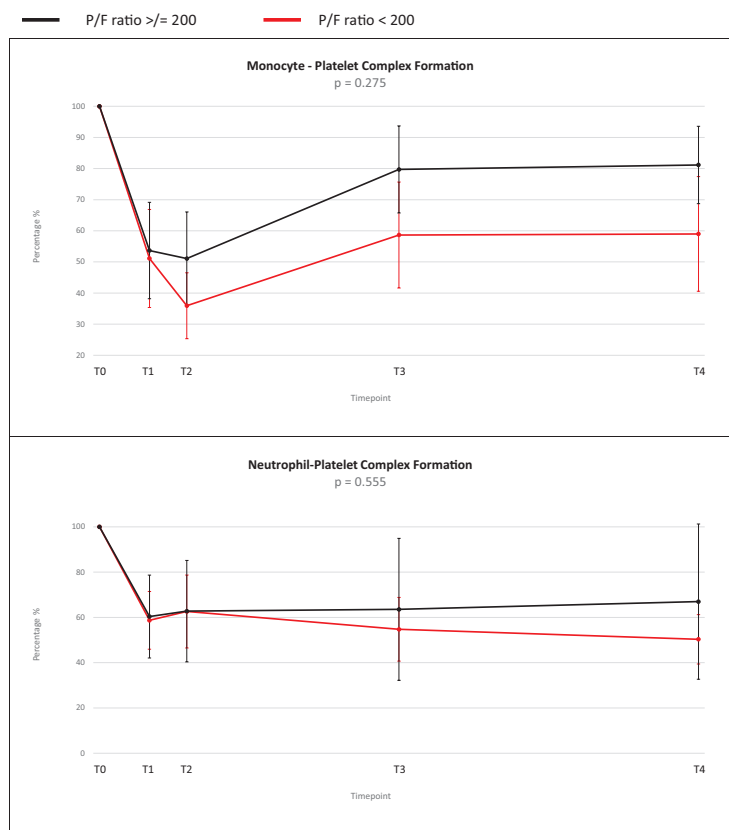 P/F ratio >/= 200 P/F ratio < 200
Monocyte - Platelet Complex Formation
p = 0.275
100
90
80
70
60
50
40
30
20
Percentage %
T0 T1 T2 T3 T4
Timepoint
Neutrophil-Platelet Complex Formation
p = 0.555
100
80
60
40
20
0
Percentage %
T0 T1 T2 T3 T4
Timepoint